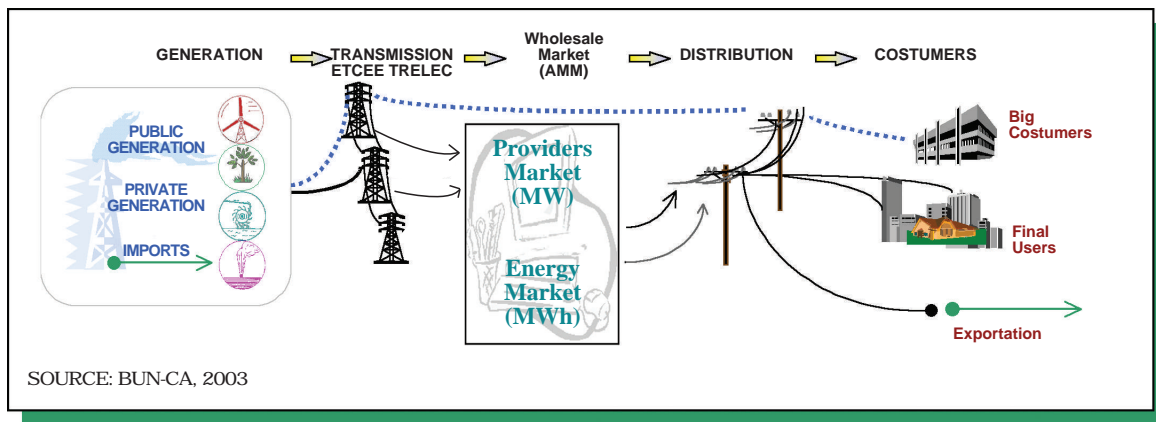 GENERATION
TRANSMISSION
ETCEE TRELEC
Wholesale
Market
(AMM)
DISTRIBUTION
COSTUMERS
PUBLIC
GENERATION
PRIVATE
GENERATION
IMPORTS
Providers
Market
(MW)
Energy
Market
(MWh)
Big
Costumers
Final
Users
Exportation
SOURCE: BUN-CA, 2003